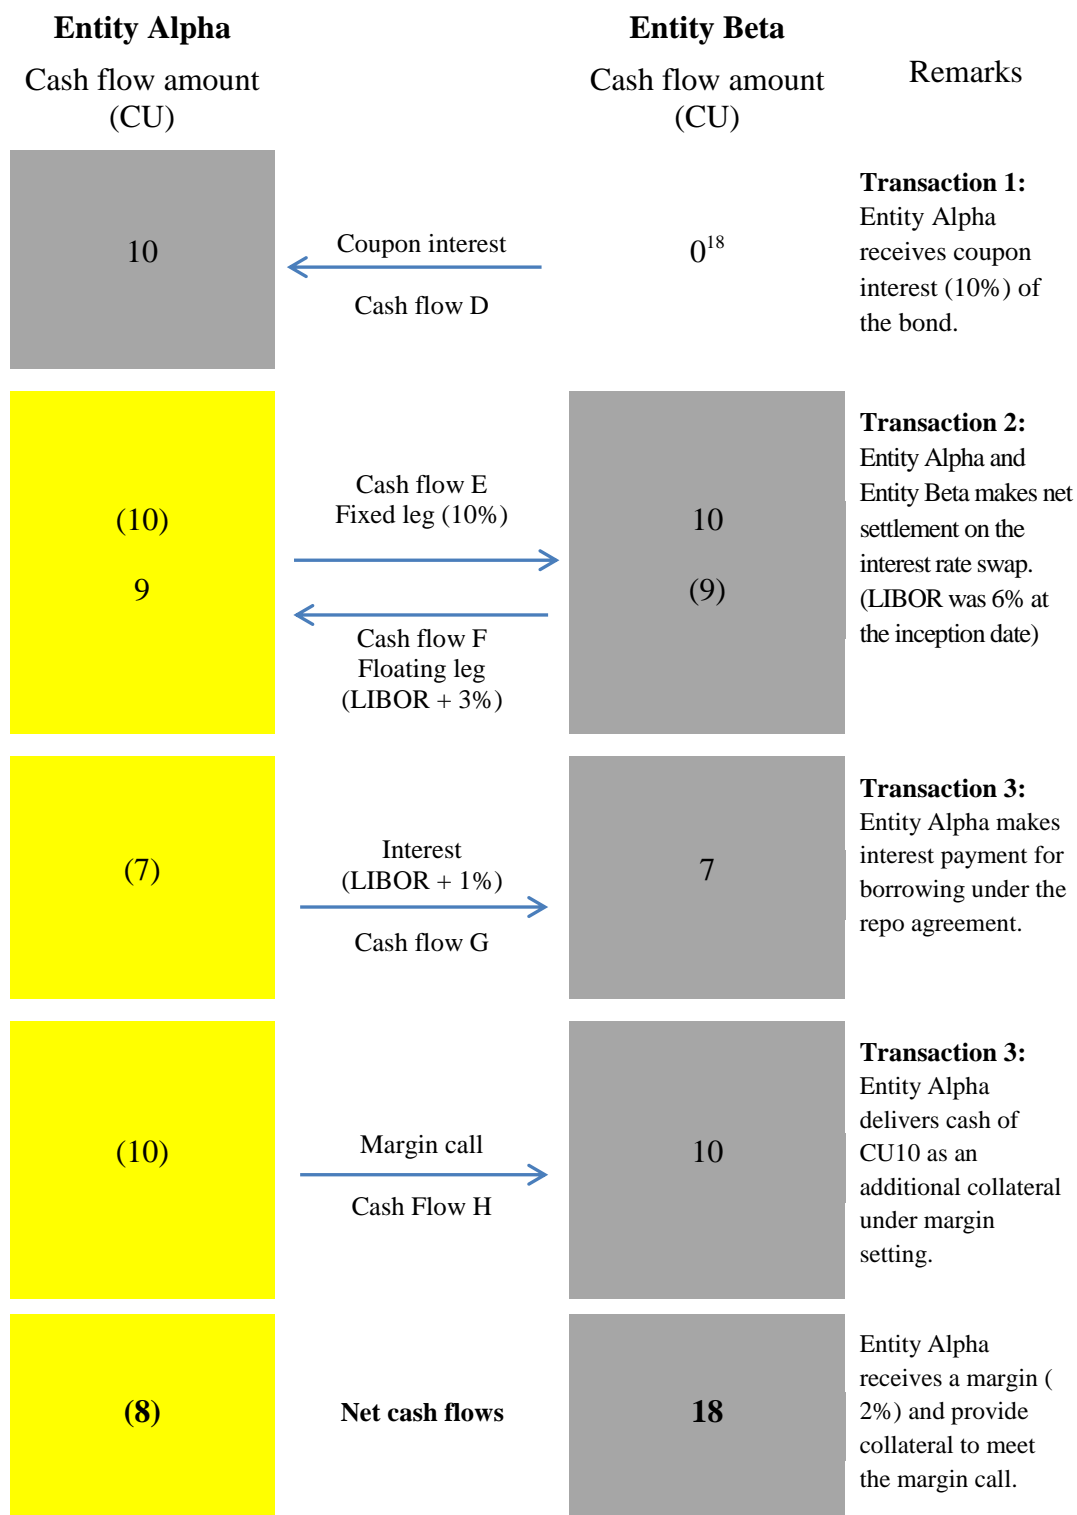 Entity Alpha
Cash flow amount
(CU)
Entity Beta
Cash flow amount
(CU)
Remarks
10
Coupon interest
Cash flow D
018
Transaction 1:
Entity Alpha
receives coupon
interest (10%) of
the bond.
(10)
9
Cash flow E
Fixed leg (10%)
Cash flow F
Floating leg
(LIBOR + 3%)
10
(9)
Transaction 2:
Entity Alpha and
Entity Beta makes net
settlement on the
interest rate swap.
(LIBOR was 6% at
the inception date)
(7)
Interest
(LIBOR + 1%)
Cash flow G
7
Transaction 3:
Entity Alpha makes
interest payment for
borrowing under the
repo agreement.
(10)
Margin call
Cash Flow H
10
Transaction 3:
Entity Alpha
delivers cash of
CU10 as an
additional collateral
under margin
setting.
(8)
Net cash flows
18
Entity Alpha
receives a margin (
2%) and provide
collateral to meet
the margin call.